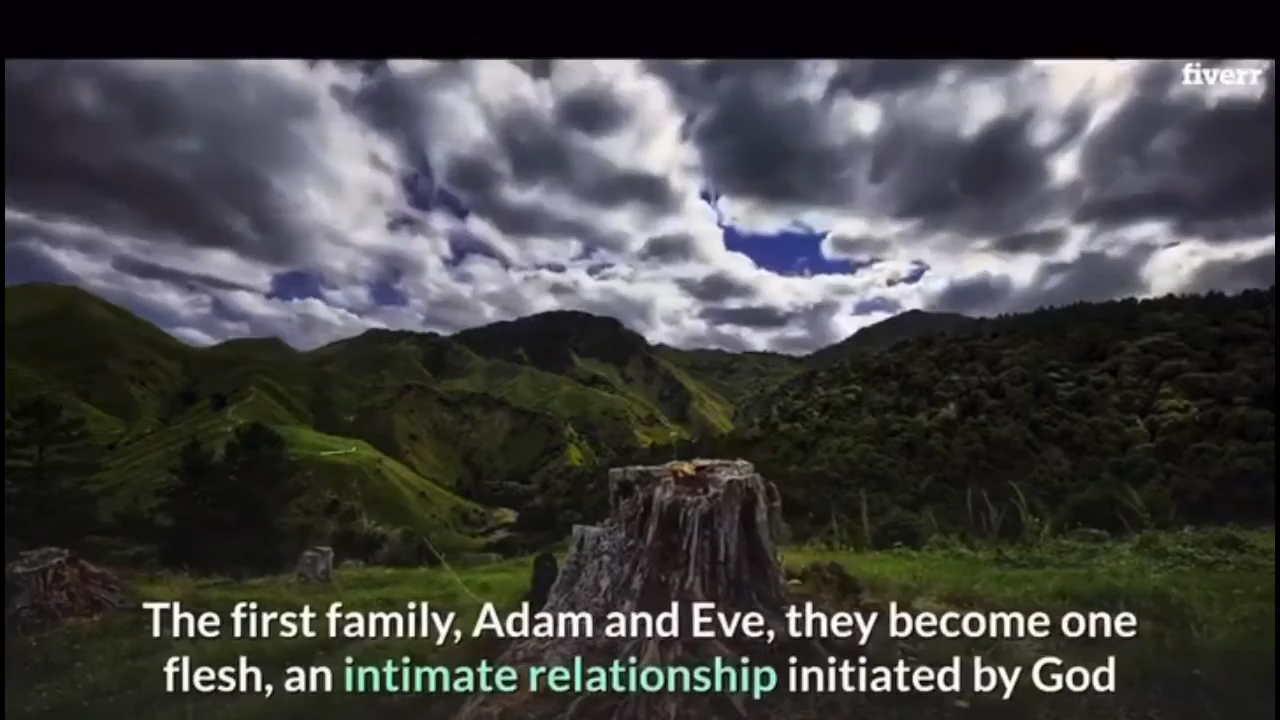 fiverr
The first family, Adam and Eve, they become one
flesh, an intimate relationship initiated by God